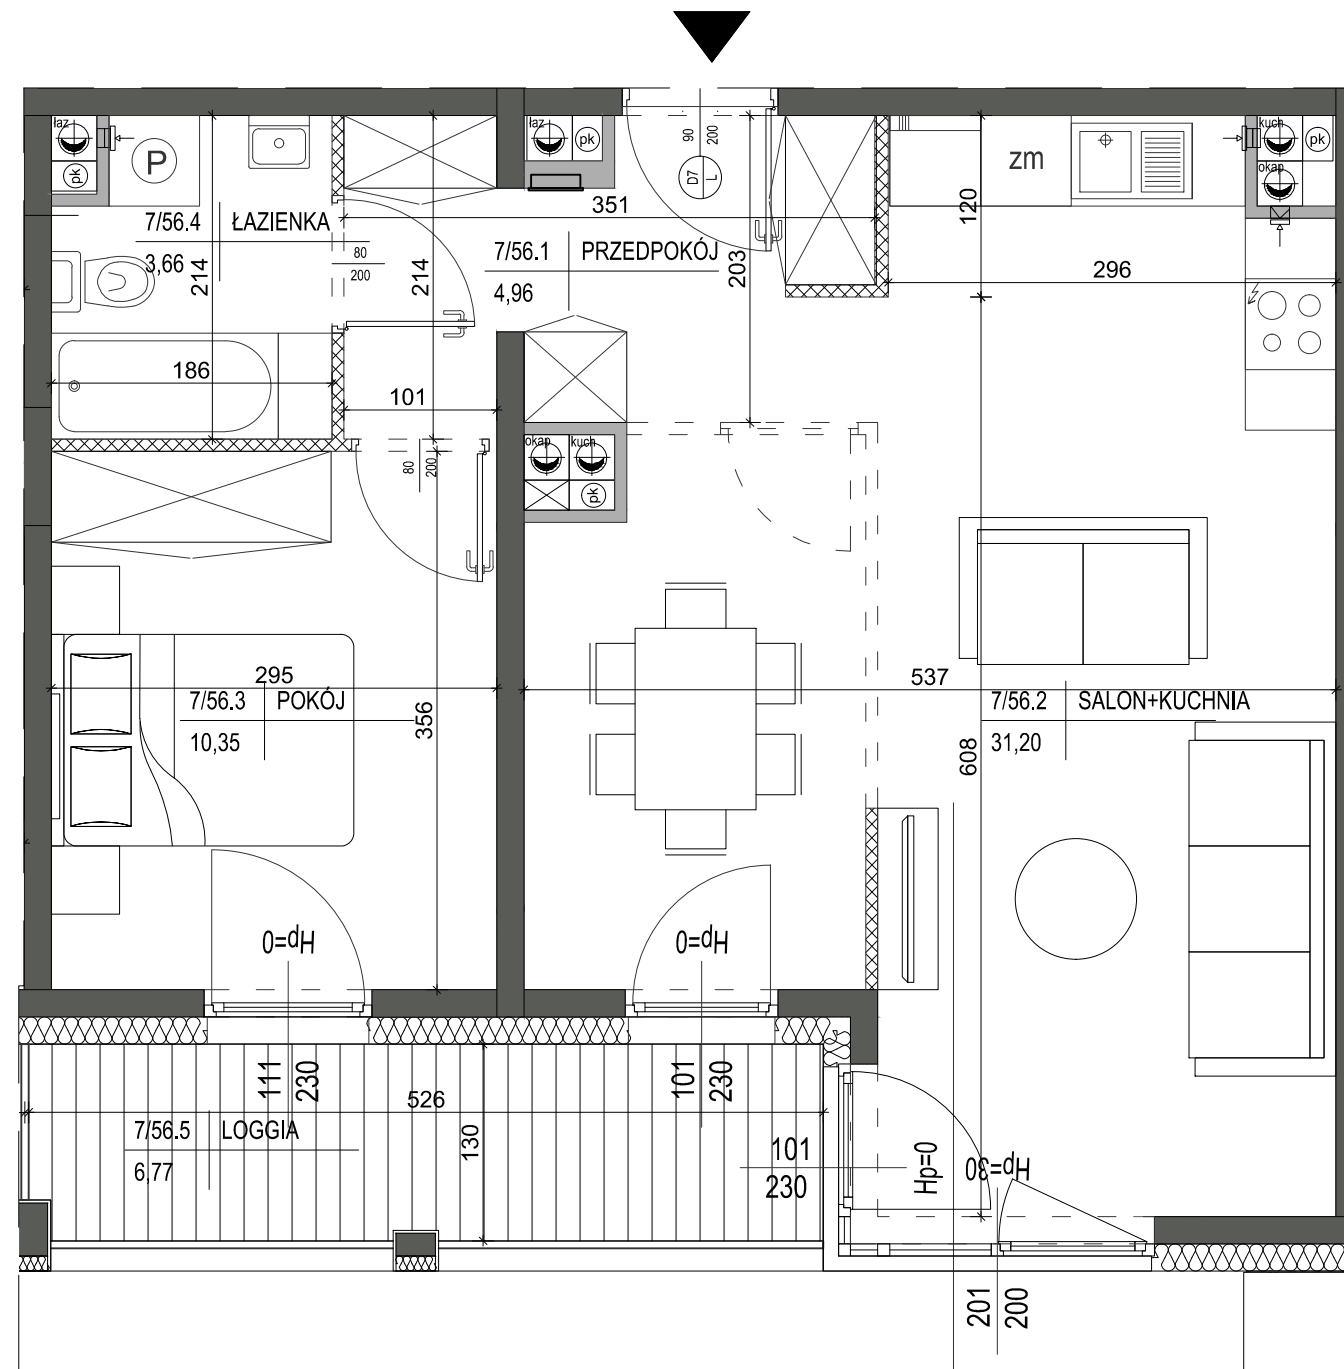 łaz
pk
P
łaz
pk
90
200
D7
L
zm
kuch
pk
okap
7/56.4 ŁAZIENKA
3,66
214
80
200
214
351
7/56.1 PRZEDPOKÓJ
4,96
203
120
296
186
101
80
200
okap kuch
pk
295
7/56.3 POKÓJ
10,35
356
537
7/56.2 SALON+KUCHNIA
31,20
608
Hp=0
Hp=0
111
230
101
230
526
7/56.5 LOGGIA
6,77
130
101
230
Hp=0
Hp=30
201
200